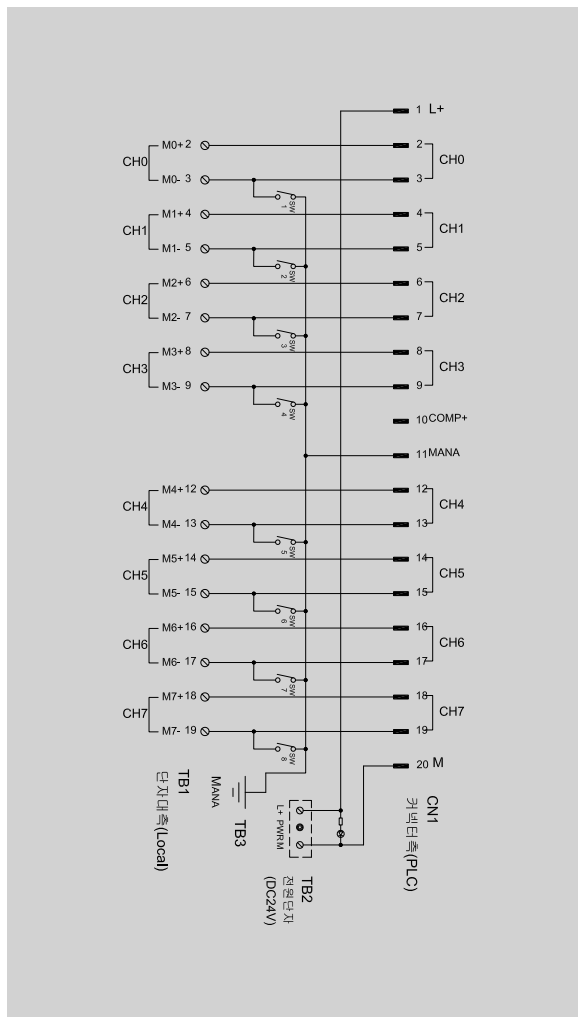 1 L+
M0+ 2
2
CH0
CH0
M0- 3
3
SW
1
M1+ 4
4
CH1
CH1
M1- 5
5
SW
2
M2+ 6
6
CH2
CH2
M2- 7
7
SW
3
M3+ 8
8
CH3
CH3
M3- 9
9
SW
4
10 COMP+
11 MANA
M4+ 12
12
CH4
CH4
M4- 13
13
SW
5
M5+ 14
14
CH5
CH5
M5- 15
15
SW
6
M6+ 16
16
CH6
CH6
M6- 17
17
SW
7
M7+ 18
18
CH7
CH7
M7- 19
19
SW
8
20 M
TB1
단자대측(Local)
MANA
TB3
L+ PWR M
TB2
전원단자
(DC24V)
CN1
커넥터측(PLC)